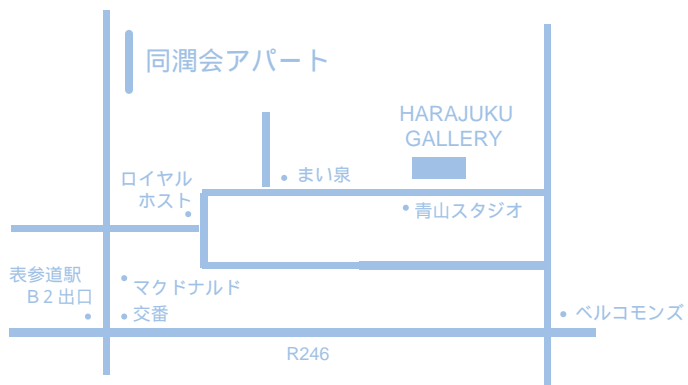 同潤会アパート
HARAJUKU
GALLERY
まい泉
ロイヤル
ホスト
青山スタジオ
表参道駅
B2出口
マクドナルド
交番
ベルコモンズ
R246